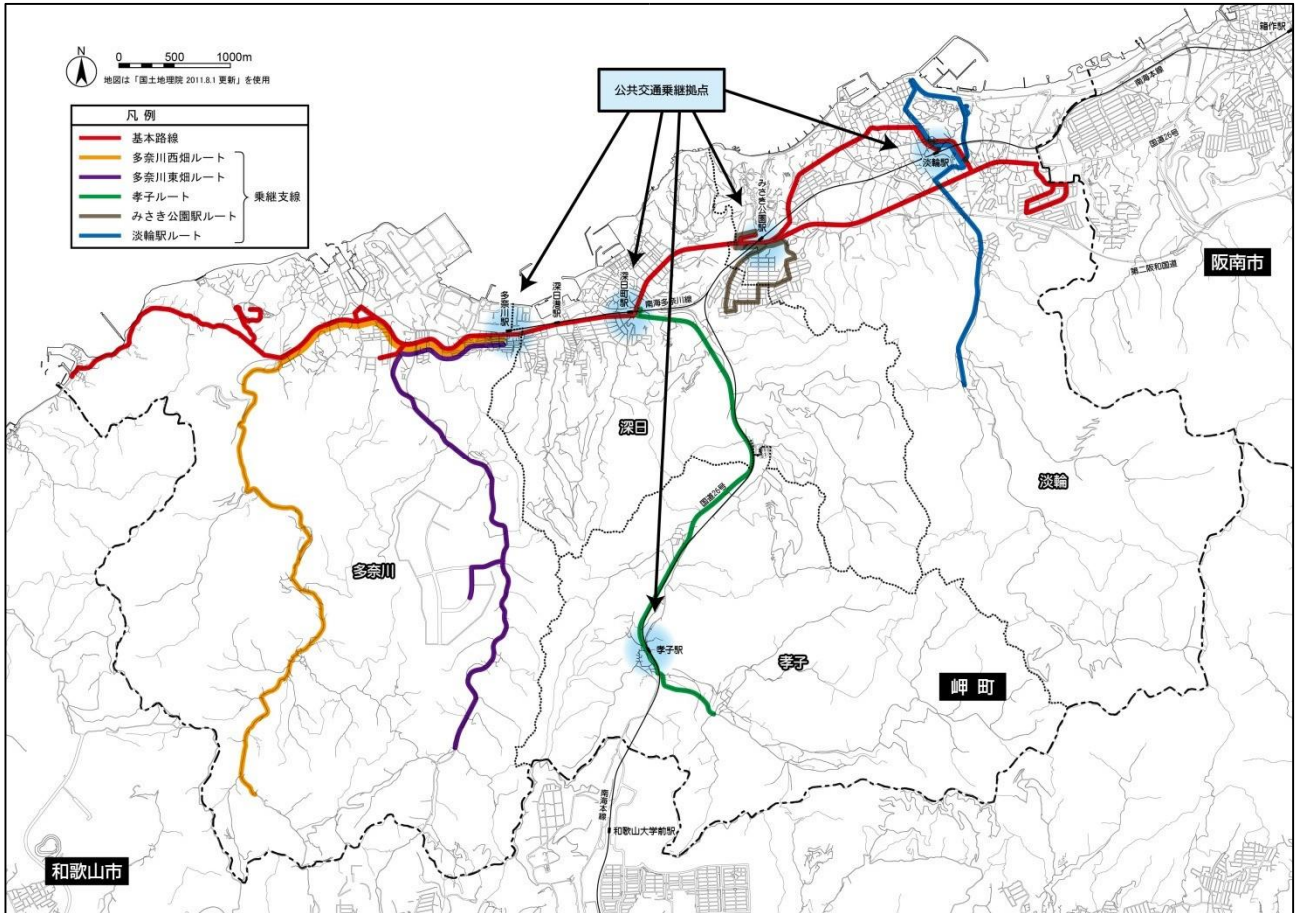 N
0 500 1000m
地図は「国土地理院 2011.8.1 更新」を使用
凡 例
基本路線
多奈川西畑ルート
多奈川東畑ルート
孝子ルート
みさき公園駅ルート
淡輪駅ルート
乗継支線
公共交通乗継拠点
箱作駅
南海本線
国道26号
淡輪駅
みさき公園駅
第二阪和国道
阪南市
深日町駅
南海多奈川線
深日港駅
多奈川駅
深日
淡輪
国道26号
多奈川
孝子駅
孝子
岬 町
南海本線
和歌山大学前駅
和歌山市